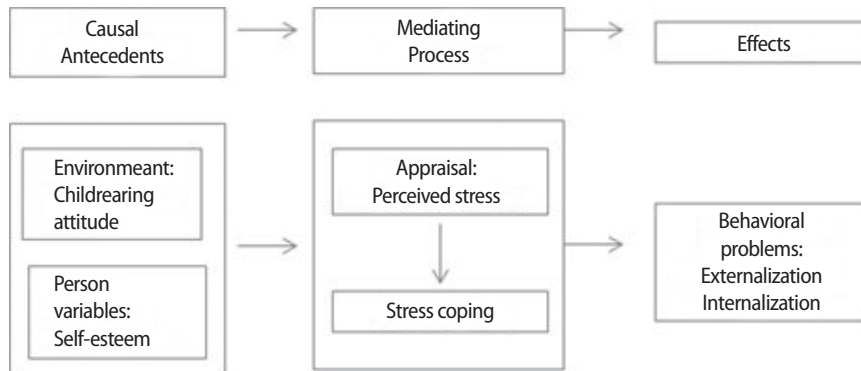 Causal
Antecedents
Mediating
Process
Effects
Environmeant:
Childrearing
attitude
Person
variables:
Self-esteem
Appraisal:
Perceived stress
Stress coping
Behavioral
problems:
Externalization
Internalization